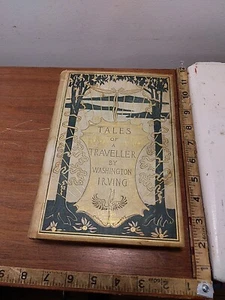 TALES
OF
A
TRAVELLER
BY
WASHINGTON
IRVING